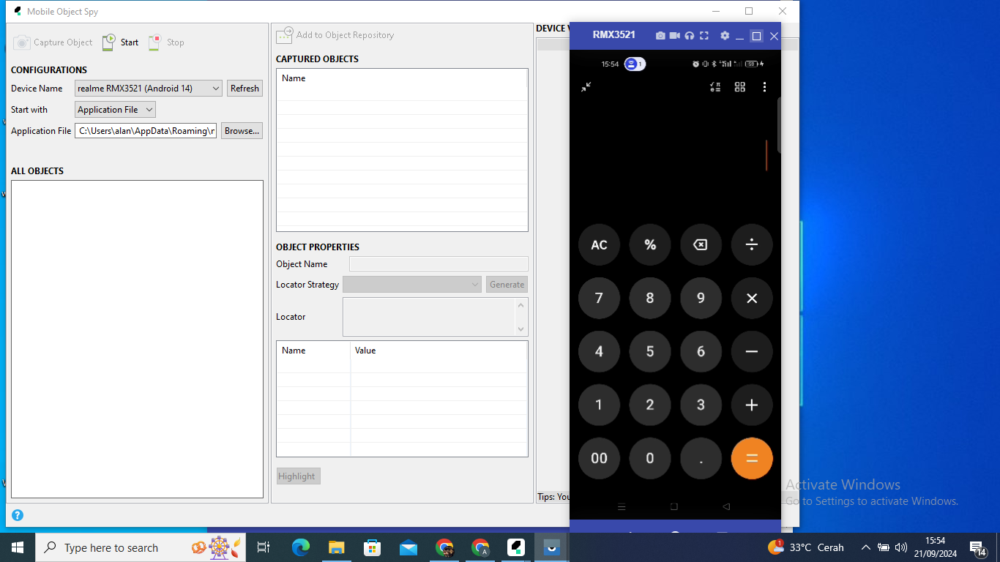 Mobile Object Spy
Capture Object
Start
Stop
CONFIGURATIONS
Device Name
realme RMX3521 (Android 14)
Refresh
Start with
Application File
Application File
C:\Users\alan\AppData\Roaming\r
Browse...
ALL OBJECTS
Add to Object Repository
CAPTURED OBJECTS
Name
OBJECT PROPERTIES
Object Name
Locator Strategy
Generate
Locator
Name Value
Highlight
DEVICE V
Tips: You
RMX3521
15:54
1
AC %  ÷
7 8 9 ×
4 5 6 −
1 2 3 +
00 0 . =
Activate Windows
Go to Settings to activate Windows.
Type here to search
A
1
33°C Cerah
15:54
21/09/2024
14